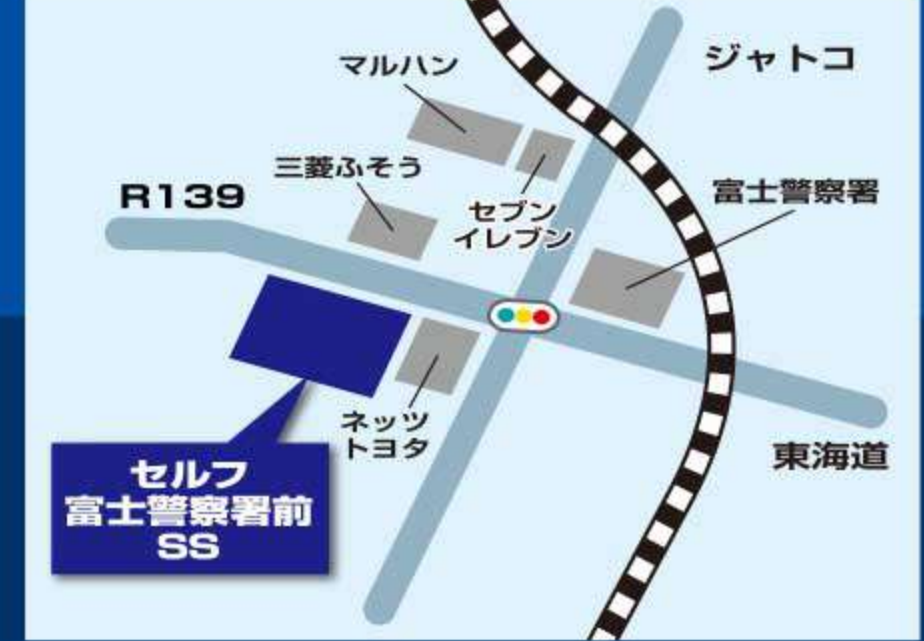 ジャトコ
マルハン
三菱ふそう
R139
セブン
イレブン
富士警察署
ネッツ
トヨタ
東海道
セルフ
富士警察署前
SS